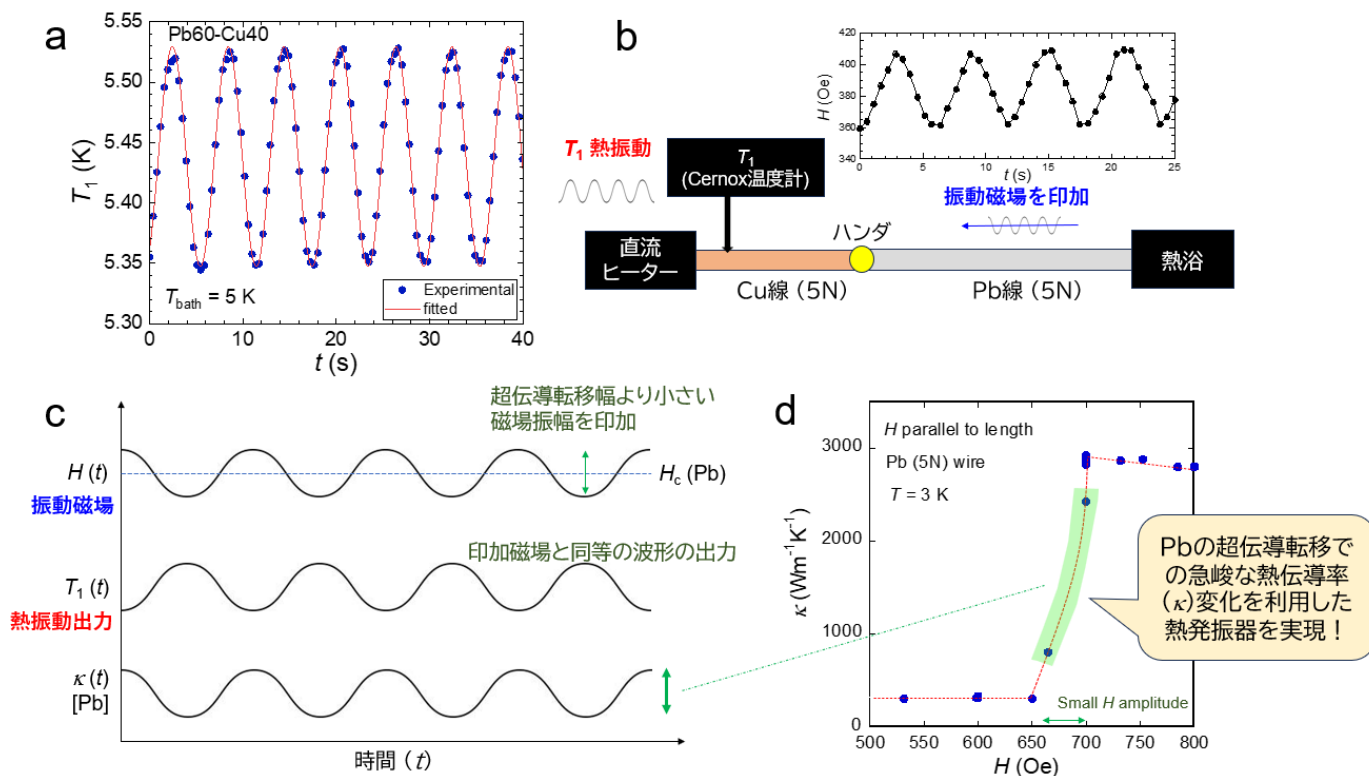 a
Pb60-Cu40
5.55
5.50
5.45
5.40
5.35
5.30
T₁ (K)
T_bath = 5 K
Experimental
fitted
0
10
20
30
40
t (s)
b
420
400
380
360
340
H (Oe)
0
5
10
15
20
25
t (s)
T₁ 熱振動
T₁
(Cernox温度計)
振動磁場を印加
ハンダ
直流
ヒーター
熱浴
Cu線（5N）
Pb線（5N）
c
超伝導転移幅より小さい
磁場振幅を印加
H (t)
振動磁場
H_c (Pb)
印加磁場と同等の波形の出力
T₁ (t)
熱振動出力
κ (t)
[Pb]
時間（t）
d
H parallel to length
Pb (5N) wire
T = 3 K
3000
2000
1000
0
κ (Wm⁻¹K⁻¹)
Pbの超伝導転移で
の急峻な熱伝導率
（κ）変化を利用した
熱発振器を実現！
Small H amplitude
500
550
600
650
700
750
800
H (Oe)